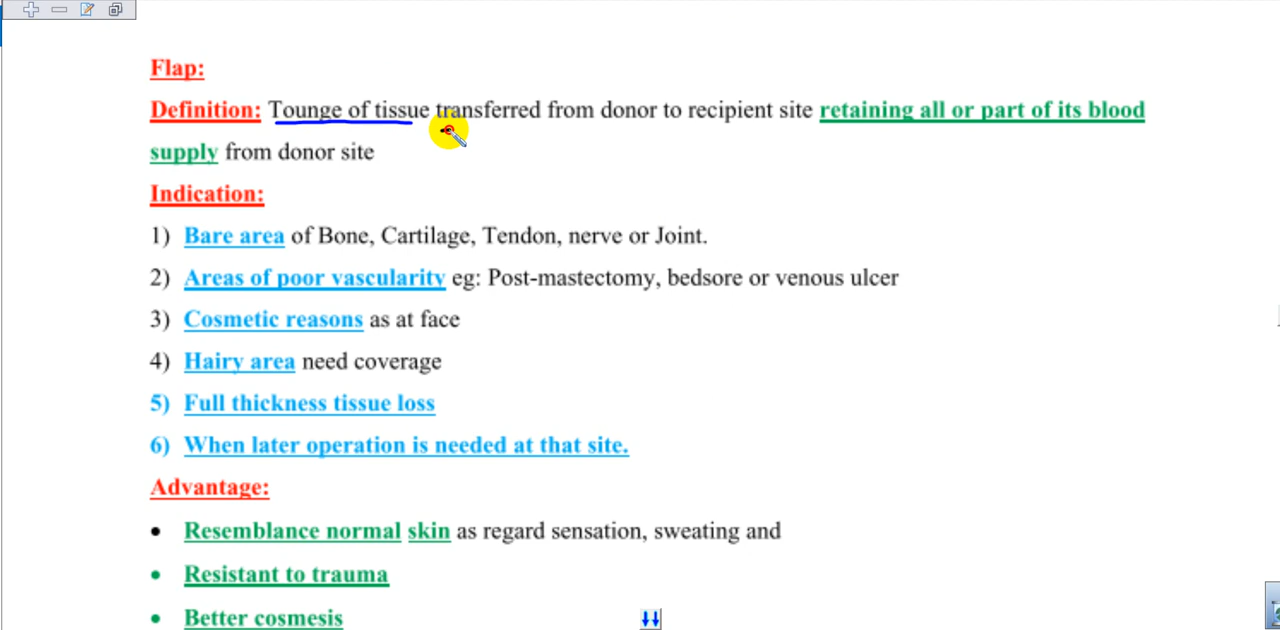 Flap:
Definition: Tounge of tissue transferred from donor to recipient site retaining all or part of its blood
supply from donor site
Indication:
1) Bare area of Bone, Cartilage, Tendon, nerve or Joint.
2) Areas of poor vascularity eg: Post-mastectomy, bedsore or venous ulcer
3) Cosmetic reasons as at face
4) Hairy area need coverage
5) Full thickness tissue loss
6) When later operation is needed at that site.
Advantage:
• Resemblance normal skin as regard sensation, sweating and
• Resistant to trauma
• Better cosmesis